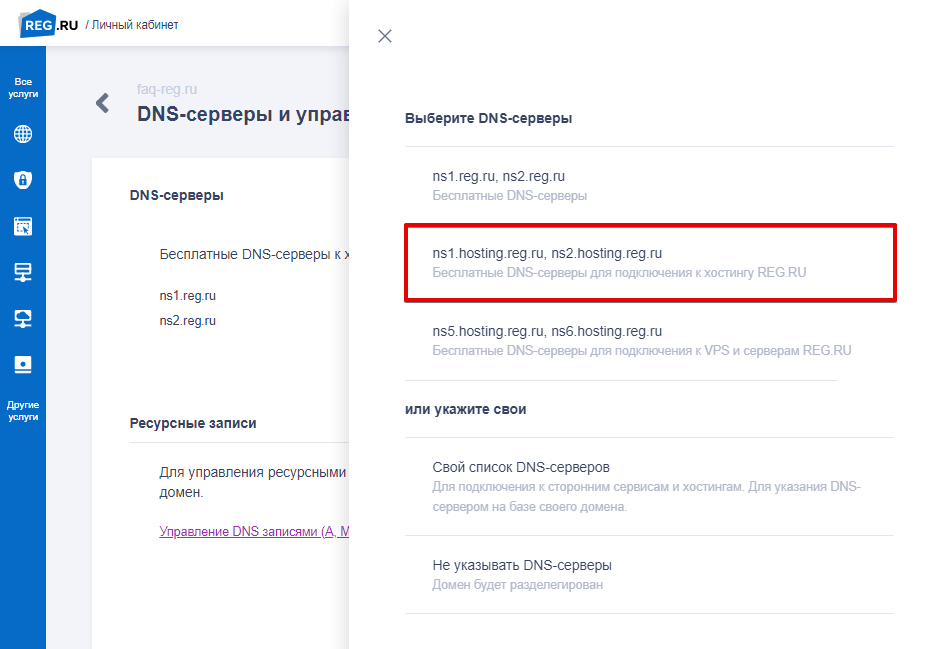 REG.RU / Личный кабинет
Все
услуги
Другие
услуги
faq-reg.ru
DNS-серверы и управ
DNS-серверы
Бесплатные DNS-серверы к х
ns1.reg.ru
ns2.reg.ru
Ресурсные записи
Для управления ресурсными
домен.
Управление DNS записями (A, M
Выберите DNS-серверы
ns1.reg.ru, ns2.reg.ru
Бесплатные DNS-серверы
ns1.hosting.reg.ru, ns2.hosting.reg.ru
Бесплатные DNS-серверы для подключения к хостингу REG.RU
ns5.hosting.reg.ru, ns6.hosting.reg.ru
Бесплатные DNS-серверы для подключения к VPS и серверам REG.RU
или укажите свои
Свой список DNS-серверов
Для подключения к сторонним сервисам и хостингам. Для указания DNS-
сервером на базе своего домена.
Не указывать DNS-серверы
Домен будет разделегирован